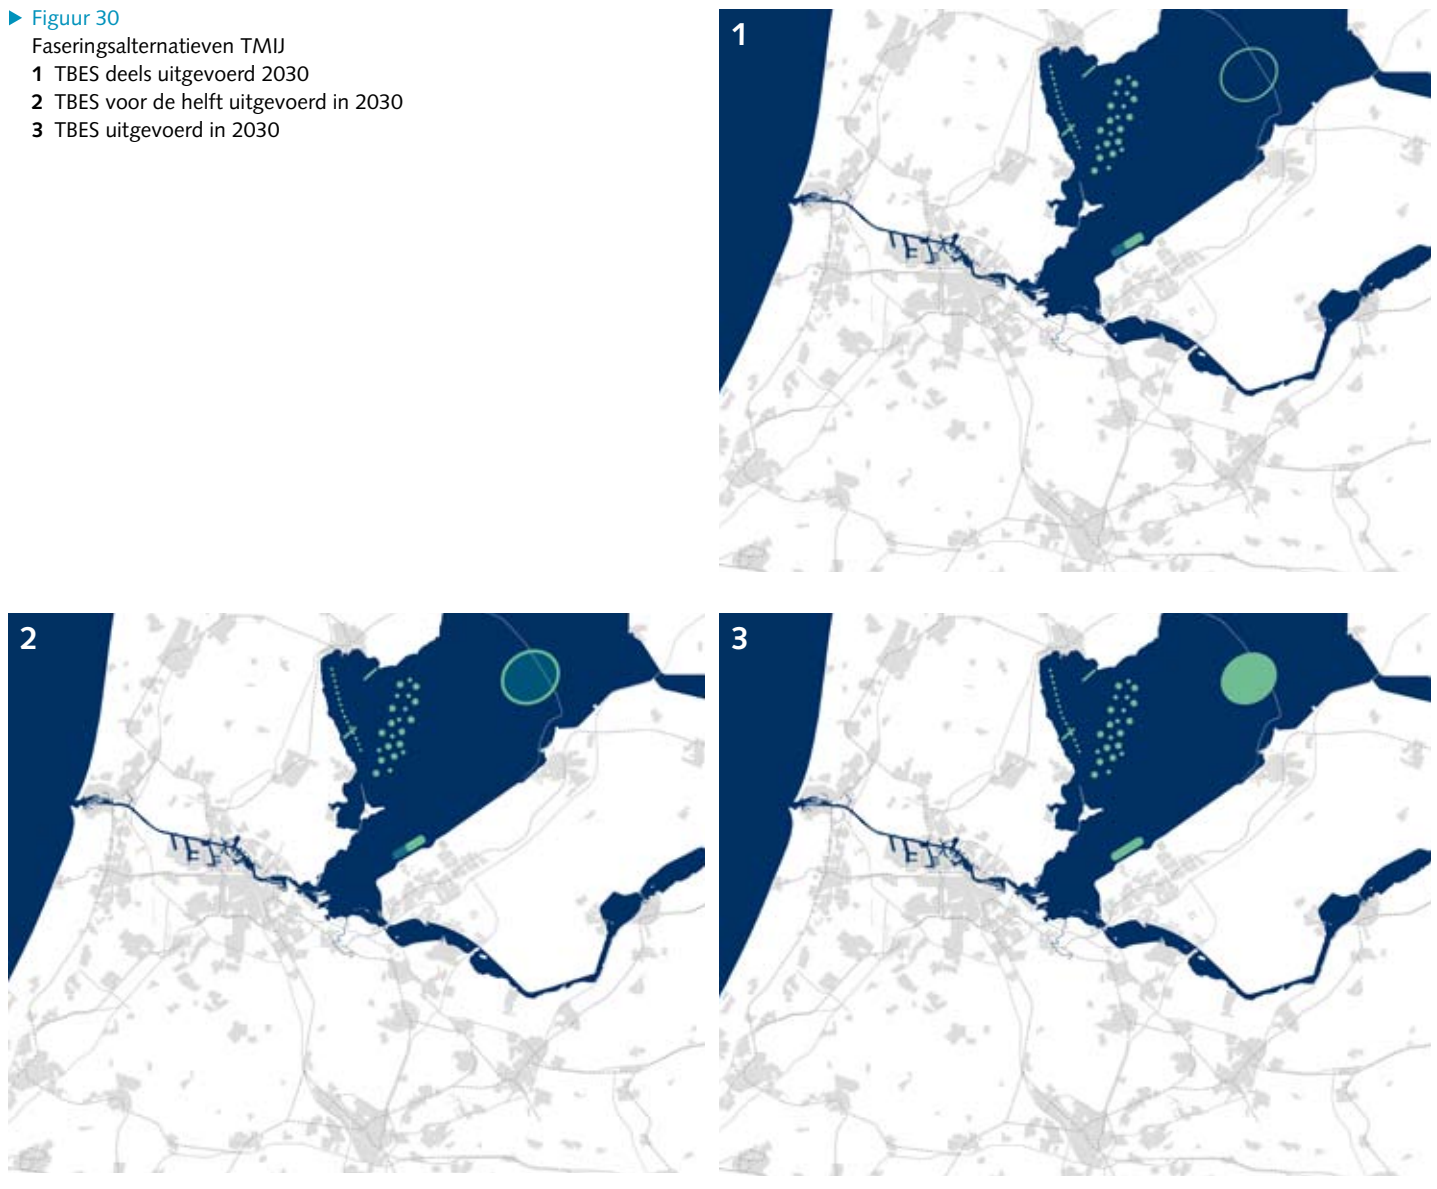 ▶ Figuur 30
Faseringsalternatieven TMIJ
1 TBES deels uitgevoerd 2030
2 TBES voor de helft uitgevoerd in 2030
3 TBES uitgevoerd in 2030
1
2
3